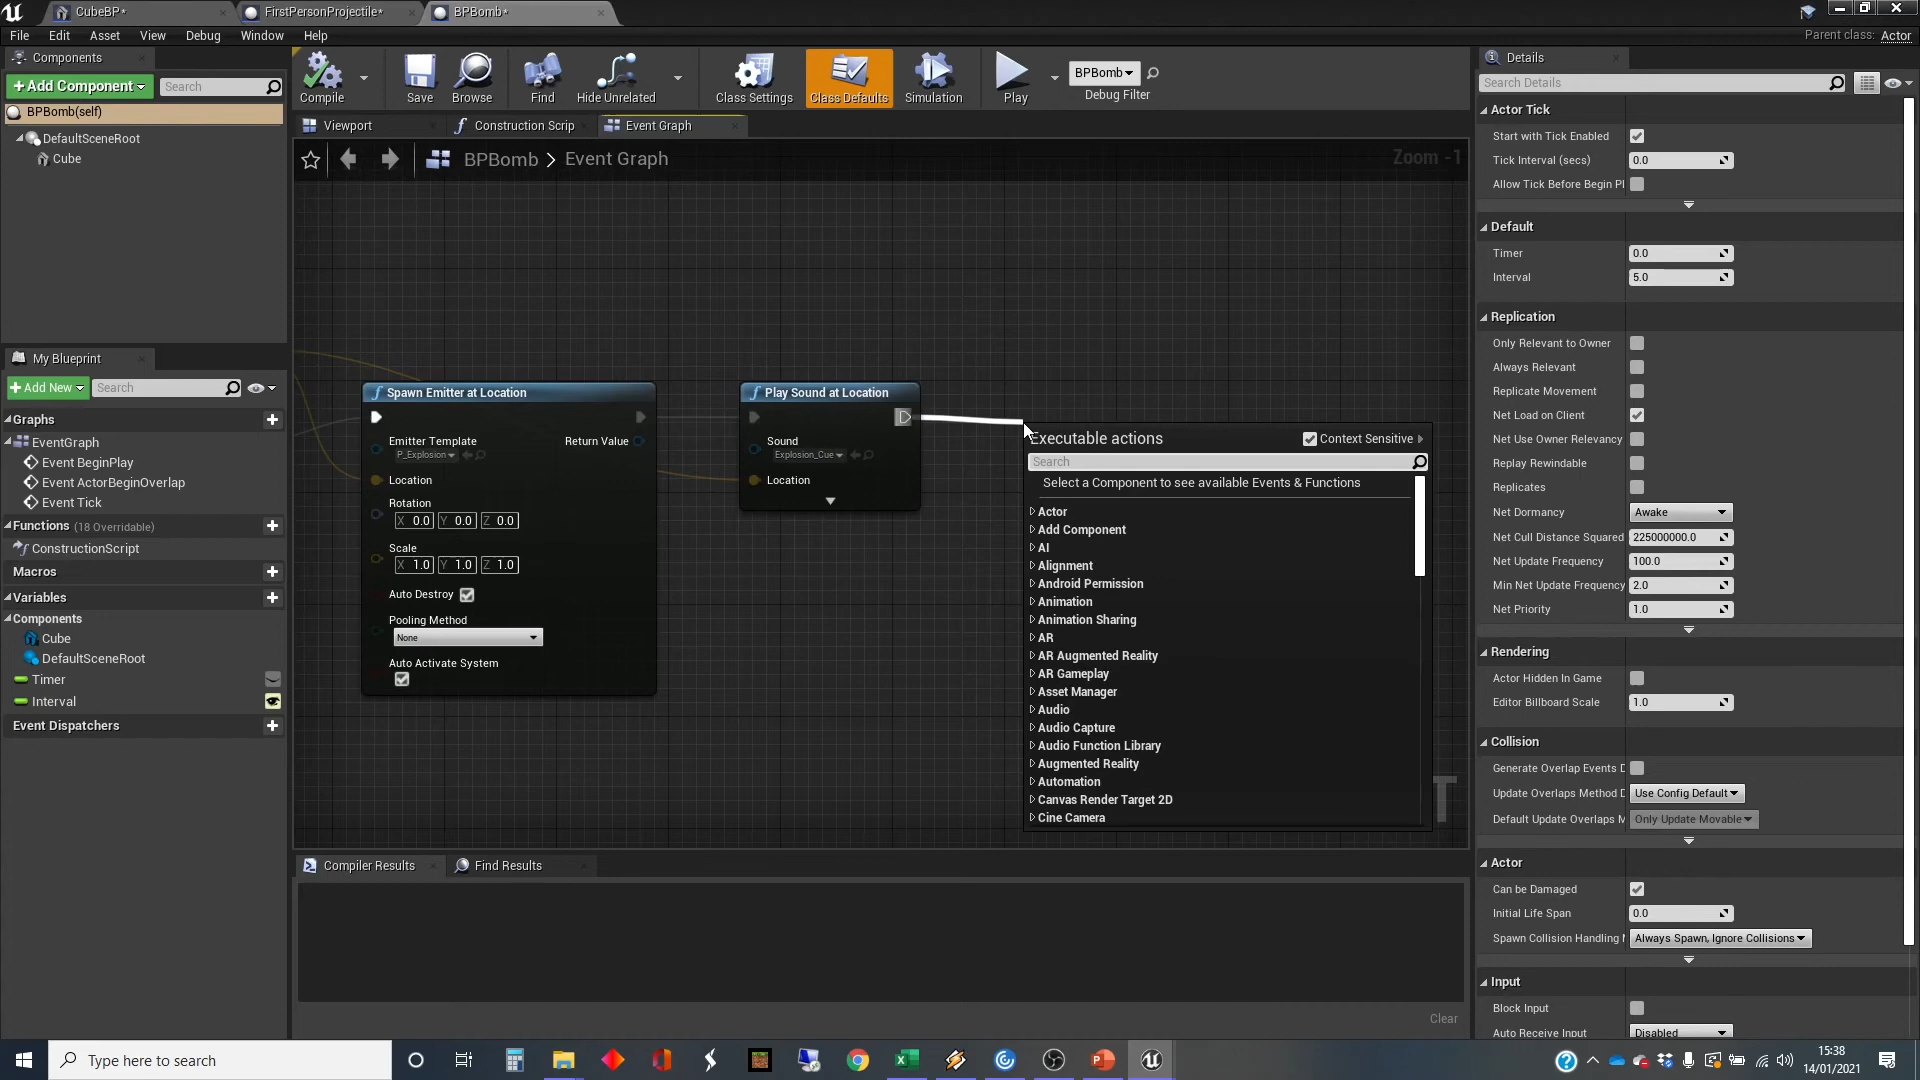 CubeBP*
FirstPersonProjectile*
BPBomb*
File Edit Asset View Debug Window Help
Parent class: Actor
Components
+Add Component
Search
BPBomb(self)
DefaultSceneRoot
Cube
My Blueprint
+Add New
Search
Graphs
EventGraph
Event BeginPlay
Event ActorBeginOverlap
Event Tick
Functions (18 Overridable)
ConstructionScript
Macros
Variables
Components
Cube
DefaultSceneRoot
Timer
Interval
Event Dispatchers
Compile Save Browse Find Hide Unrelated Class Settings Class Defaults Simulation Play
BPBomb
Debug Filter
Viewport
Construction Scrip
Event Graph
BPBomb > Event Graph
Zoom -1
Spawn Emitter at Location
Emitter Template
P_Explosion
Return Value
Location
Rotation
X 0.0 Y 0.0 Z 0.0
Scale
X 1.0 Y 1.0 Z 1.0
Auto Destroy
Pooling Method
None
Auto Activate System
Play Sound at Location
Sound
Explosion_Cue
Location
Executable actions
Context Sensitive
Search
Select a Component to see available Events & Functions
Actor
Add Component
AI
Alignment
Android Permission
Animation
Animation Sharing
AR
AR Augmented Reality
AR Gameplay
Asset Manager
Audio
Audio Capture
Audio Function Library
Augmented Reality
Automation
Canvas Render Target 2D
Cine Camera
T
Compiler Results
Find Results
Clear
Details
Search Details
Actor Tick
Start with Tick Enabled
Tick Interval (secs) 0.0
Allow Tick Before Begin Pl
Default
Timer 0.0
Interval 5.0
Replication
Only Relevant to Owner
Always Relevant
Replicate Movement
Net Load on Client
Net Use Owner Relevancy
Replay Rewindable
Replicates
Net Dormancy Awake
Net Cull Distance Squared 225000000.0
Net Update Frequency 100.0
Min Net Update Frequency 2.0
Net Priority 1.0
Rendering
Actor Hidden In Game
Editor Billboard Scale 1.0
Collision
Generate Overlap Events D
Update Overlaps Method D Use Config Default
Default Update Overlaps M Only Update Movable
Actor
Can be Damaged
Initial Life Span 0.0
Spawn Collision Handling M Always Spawn, Ignore Collisions
Input
Block Input
Auto Receive Input Disabled
Type here to search
15:38
14/01/2021